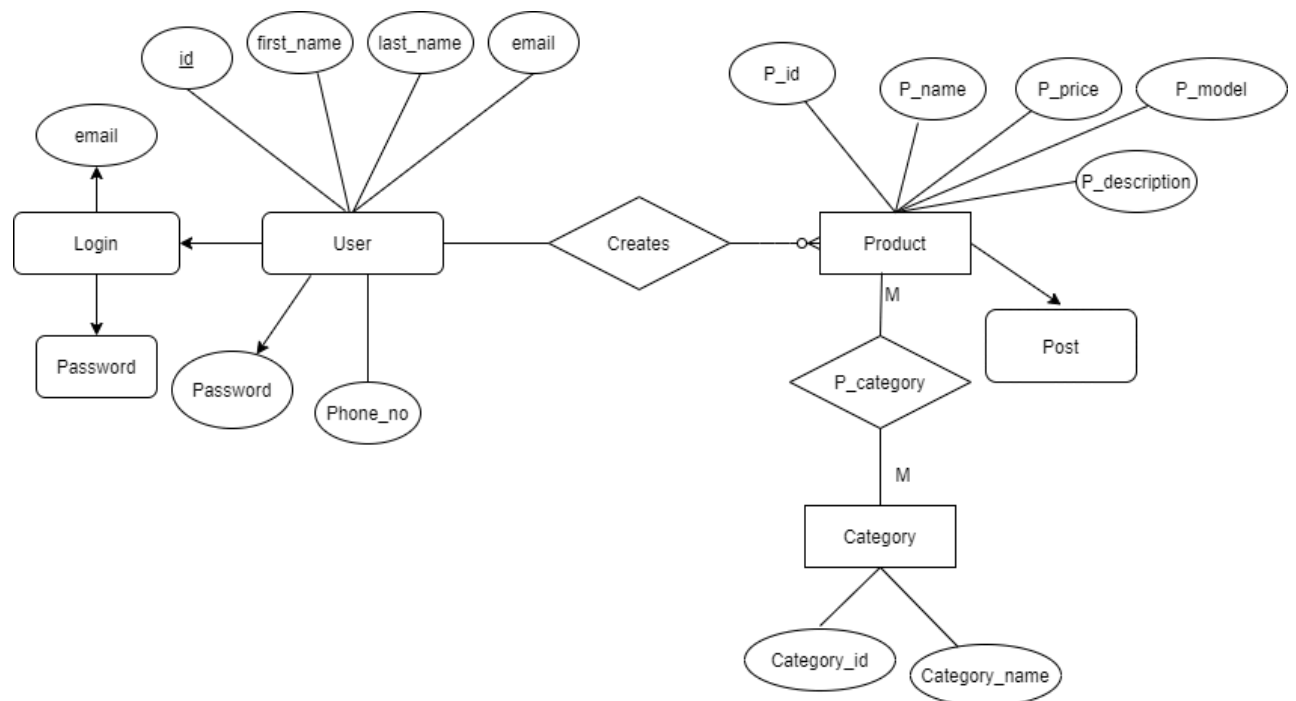 id
first_name
last_name
email
P_id
P_name
P_price
P_model
email
P_description
Login
User
Creates
Product
M
Post
Password
Password
Phone_no
P_category
M
Category
Category_id
Category_name